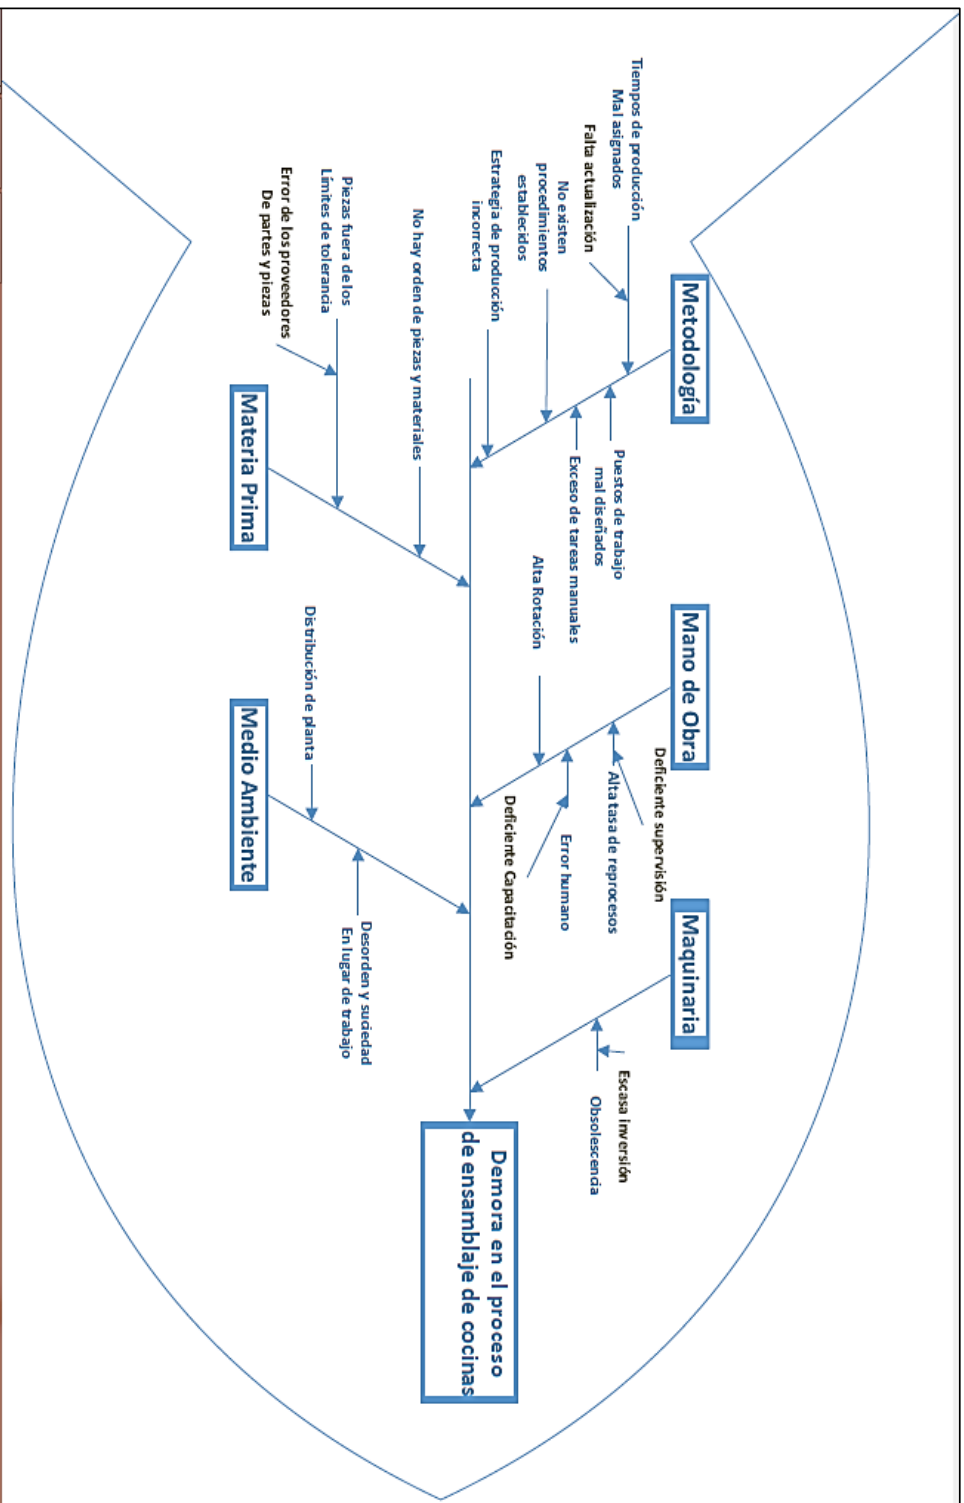 Metodología
Tiempos de producción
Mal asignados
Falta actualización
No existen
procedimientos
establecidos
Estrategia de producción
incorrecta
Puestos de trabajo
mal diseñados
Exceso de tareas manuales
Mano de Obra
Deficiente supervisión
Alta tasa de reprocesos
Error humano
Deficiente Capacitación
Alta Rotación
Maquinaria
Escasa inversión
Obsolescencia
Demora en el proceso
de ensamblaje de cocinas
No hay orden de piezas y materiales
Piezas fuera de los
Límites de tolerancia
Error de los proveedores
De partes y piezas
Materia Prima
Distribución de planta
Desorden y suciedad
En lugar de trabajo
Medio Ambiente